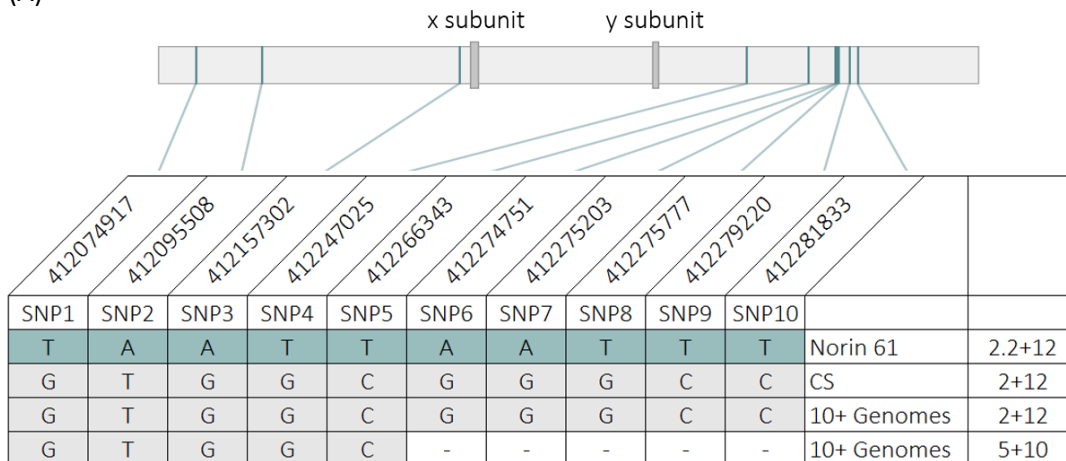 x subunit y subunit
412074917 412095508 412157302 412247025 412266343 412274751 412275203 412275777 412279220 412281833
SNP1 SNP2 SNP3 SNP4 SNP5 SNP6 SNP7 SNP8 SNP9 SNP10
T A A T T A A T T T Norin 61 2.2+12
G T G G C G G G C C CS 2+12
G T G G C G G G C C 10+ Genomes 2+12
G T G G C - - - - - 10+ Genomes 5+10